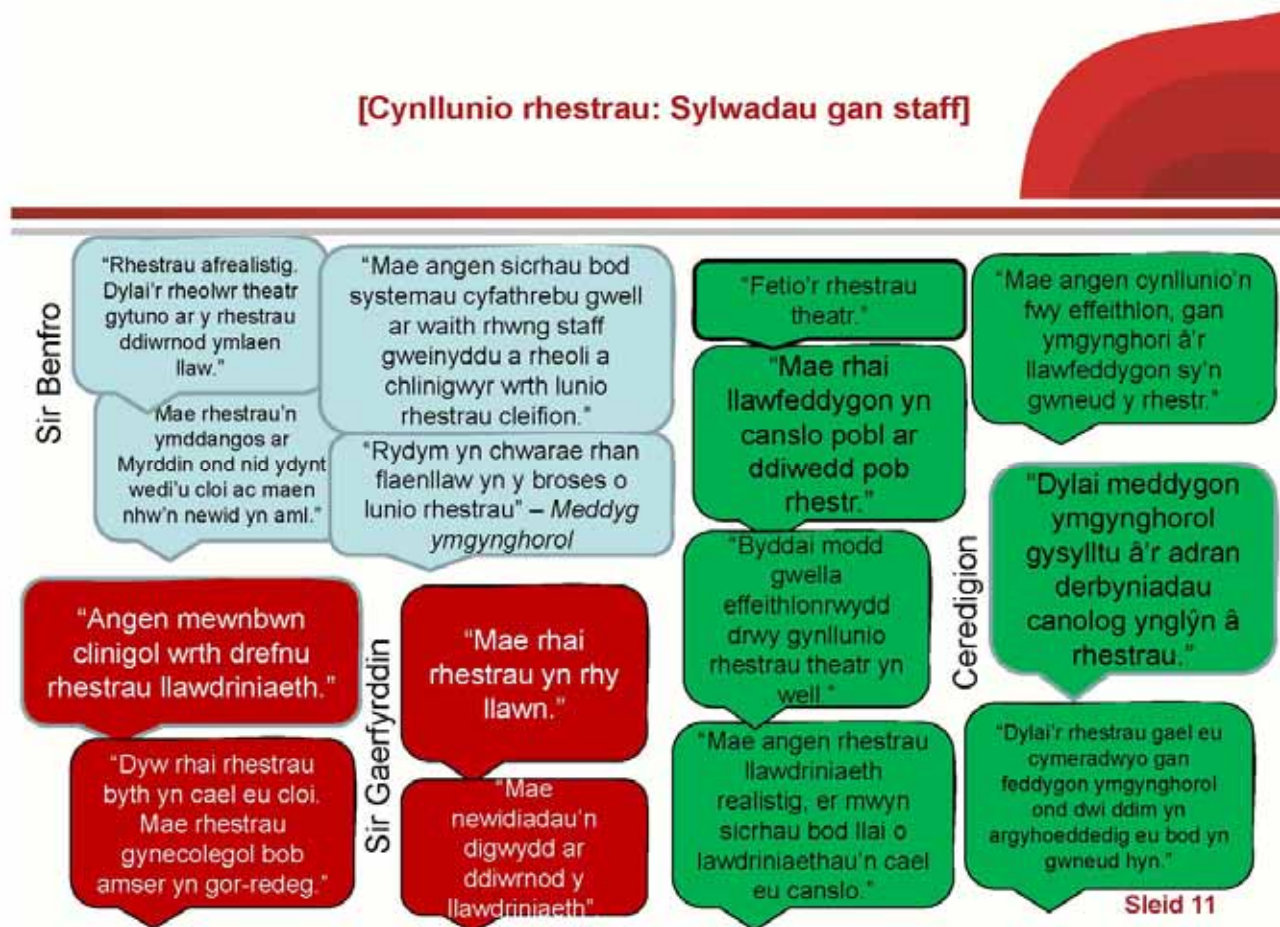 [Cynllunio rhestrau: Sylwadau gan staff]
Sir Benfro
“Rhestrau afrealistig.
Dylai'r rheolwr theatr
gytuno ar y rhestrau
ddiwrnod ymlaen
llaw.”
“Mae rhestrau'n
ymddangos ar
Myrddin ond nid ydynt
wedi'u cloi ac maen
nhw'n newid yn aml.”
“Mae angen sicrhau bod
systemau cyfathrebu gwell
ar waith rhwng staff
gweinyddu a rheoli a
chlinigwyr wrth lunio
rhestrau cleifion.”
“Rydym yn chwarae rhan
flaenllaw yn y broses o
lunio rhestrau” – Meddyg
ymgynghorol
“Angen mewnbwn
clinigol wrth drefnu
rhestrau llawdriniaeth.”
“Dyw rhai rhestrau
byth yn cael eu cloi.
Mae rhestrau
gynecolegol bob
amser yn gor-redeg.”
Sir Gaerfyrddin
“Mae rhai
rhestrau yn rhy
llawn.”
“Mae
newidiadau'n
digwydd ar
ddiwrnod y
llawdriniaeth”.
“Fetio'r rhestrau
theatr.”
“Mae rhai
llawfeddygon yn
canslo pobl ar
ddiwedd pob
rhestr.”
“Byddai modd
gwella
effeithlonrwydd
drwy gynllunio
rhestrau theatr yn
well.”
“Mae angen rhestrau
llawdriniaeth
realistig, er mwyn
sicrhau bod llai o
lawdriniaethau'n cael
eu canslo.”
Ceredigion
“Mae angen cynllunio'n
fwy effeithlon, gan
ymgynghori â'r
llawfeddygon sy'n
gwneud y rhestr.”
“Dylai meddygon
ymgynghorol
gysylltu â'r adran
derbyniadau
canolog ynglŷn â
rhestrau.”
“Dylai'r rhestrau gael eu
cymeradwyo gan
feddygon ymgynghorol
ond dwi ddim yn
argyhoeddedig eu bod yn
gwneud hyn.”
Sleid 11